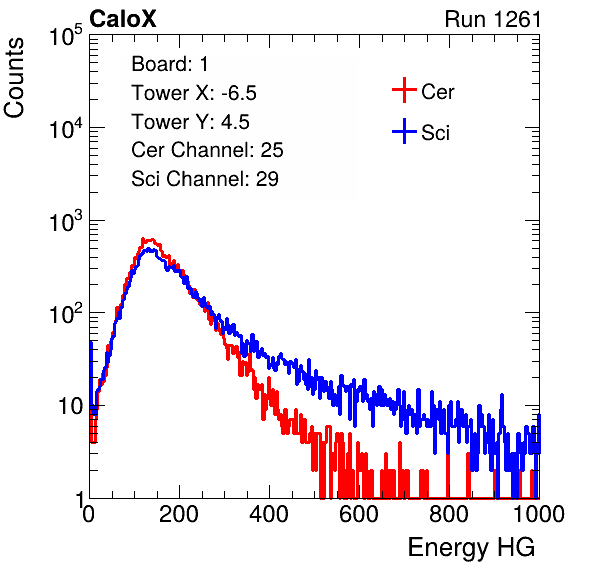 CaloX Run 1261
Counts
Board: 1
Tower X: -6.5
Tower Y: 4.5
Cer Channel: 25
Sci Channel: 29
Cer
Sci
10^5
10^4
10^3
10^2
10
1
0 200 400 600 800 1000
Energy HG